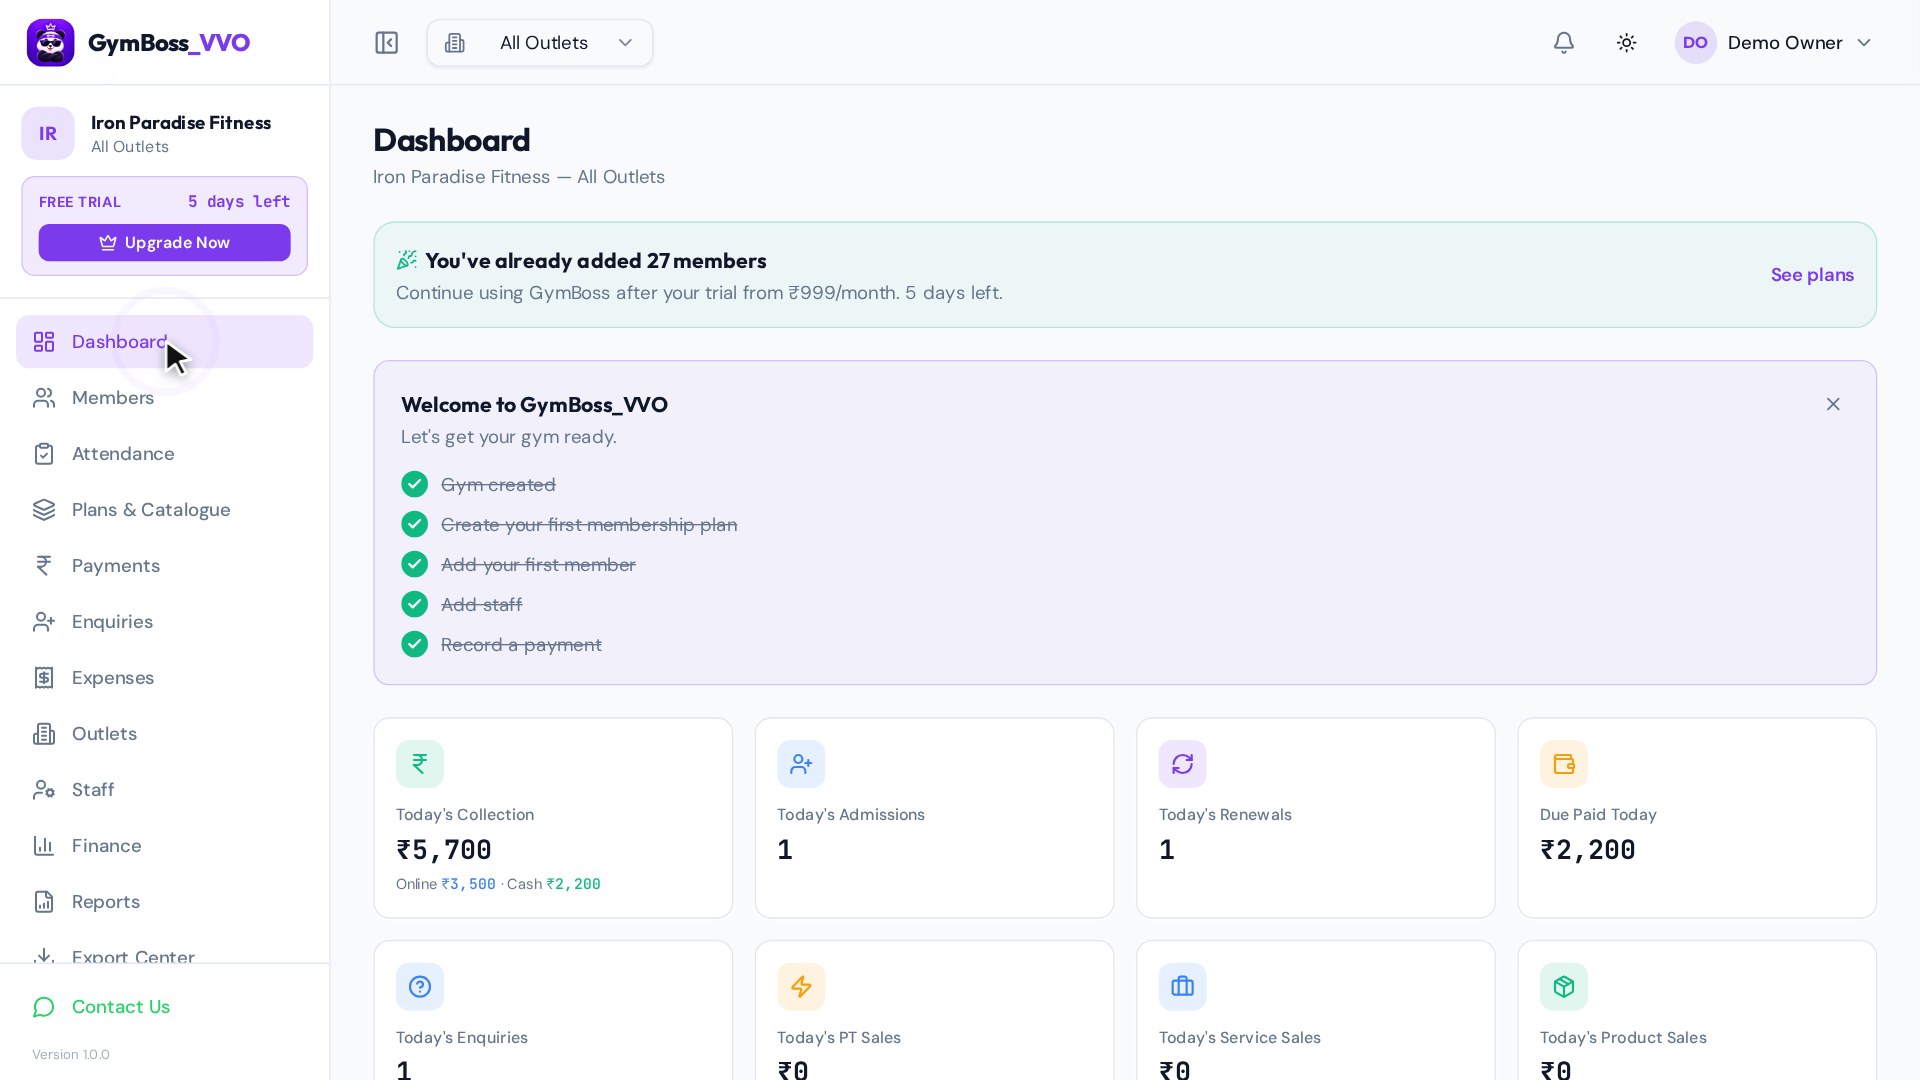 GymBoss_VVO
All Outlets
DO
Demo Owner
IR
Iron Paradise Fitness
All Outlets
FREE TRIAL
5 days left
Upgrade Now
Dashboard
Members
Attendance
Plans & Catalogue
Payments
Enquiries
Expenses
Outlets
Staff
Finance
Reports
Export Center
Contact Us
Version 1.0.0
Dashboard
Iron Paradise Fitness — All Outlets
You've already added 27 members
Continue using GymBoss after your trial from ₹999/month. 5 days left.
See plans
Welcome to GymBoss_VVO
Let's get your gym ready.
Gym created
Create your first membership plan
Add your first member
Add staff
Record a payment
Today's Collection
₹5,700
Online ₹3,500 · Cash ₹2,200
Today's Admissions
1
Today's Renewals
1
Due Paid Today
₹2,200
Today's Enquiries
1
Today's PT Sales
₹0
Today's Service Sales
₹0
Today's Product Sales
₹0